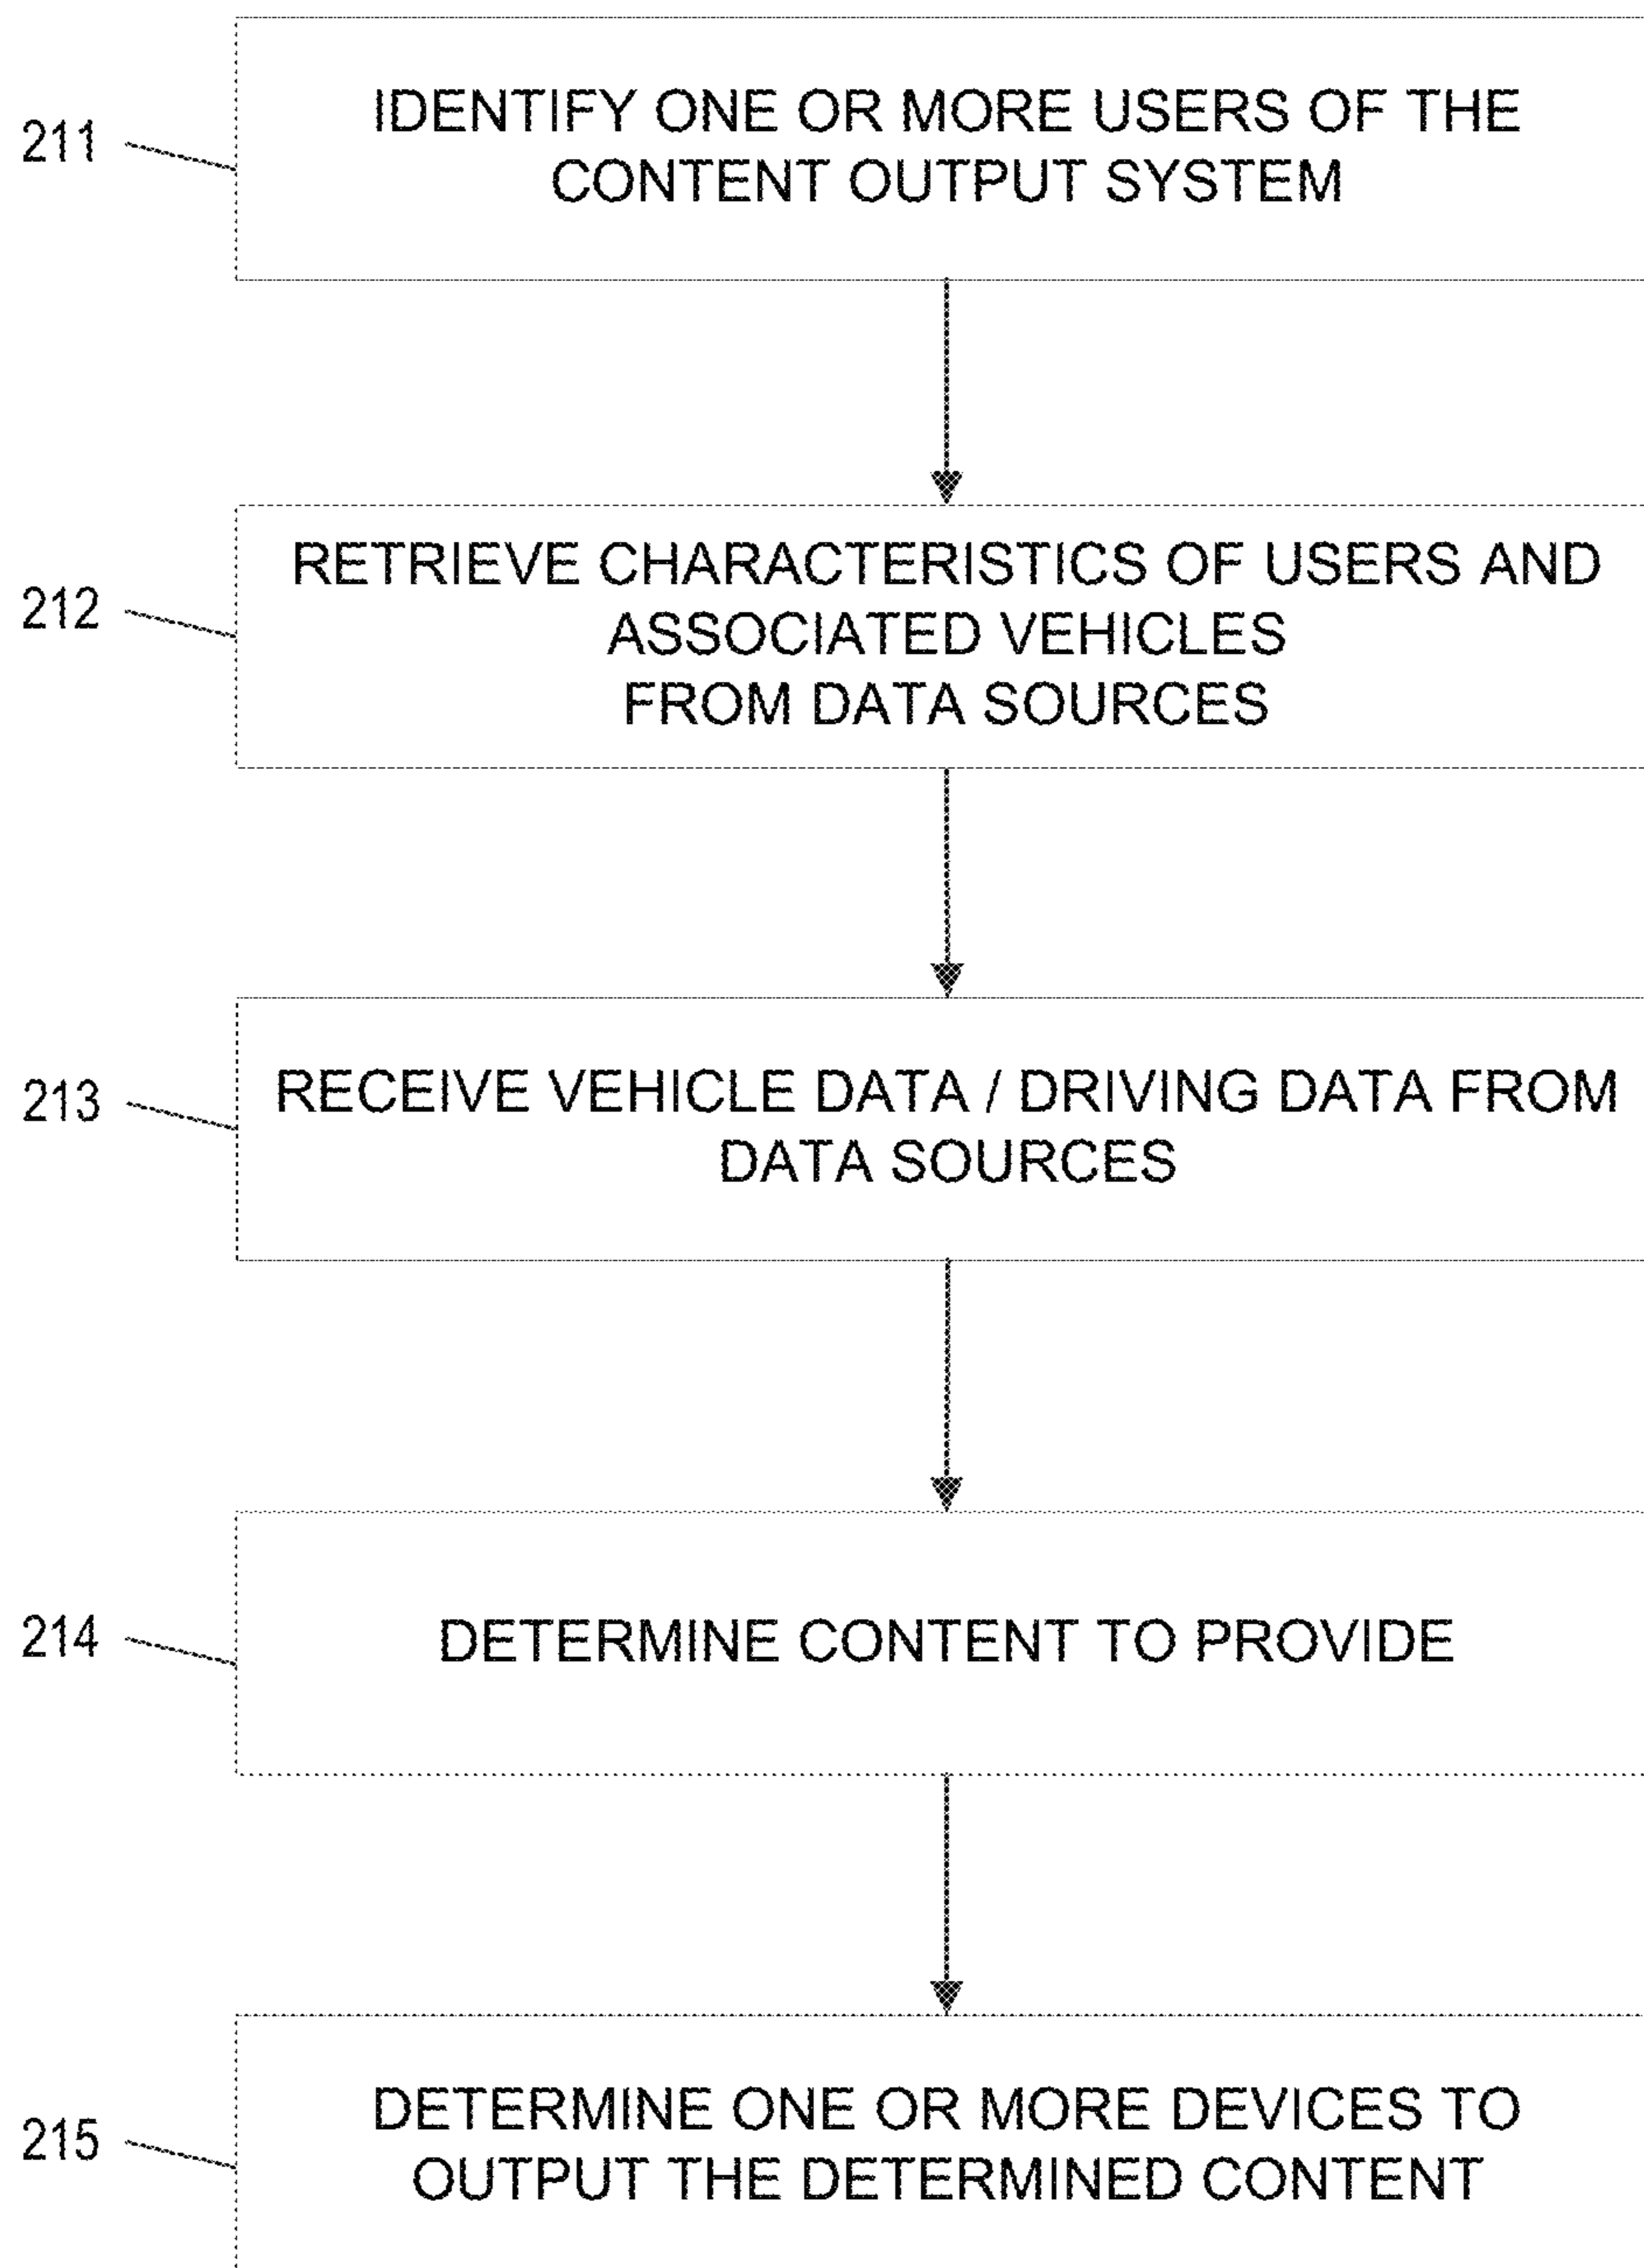 211
IDENTIFY ONE OR MORE USERS OF THE
CONTENT OUTPUT SYSTEM
212
RETRIEVE CHARACTERISTICS OF USERS AND
ASSOCIATED VEHICLES
FROM DATA SOURCES
213
RECEIVE VEHICLE DATA / DRIVING DATA FROM
DATA SOURCES
214
DETERMINE CONTENT TO PROVIDE
215
DETERMINE ONE OR MORE DEVICES TO
OUTPUT THE DETERMINED CONTENT